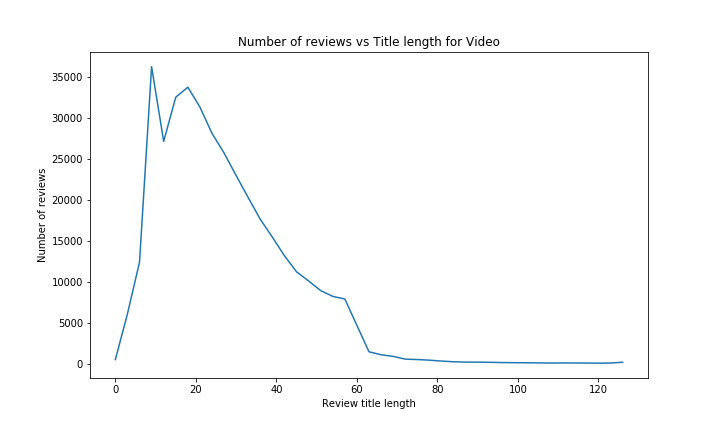 Number of reviews vs Title length for Video
Number of reviews
35000
30000
25000
20000
15000
10000
5000
0
0 20 40 60 80 100 120
Review title length